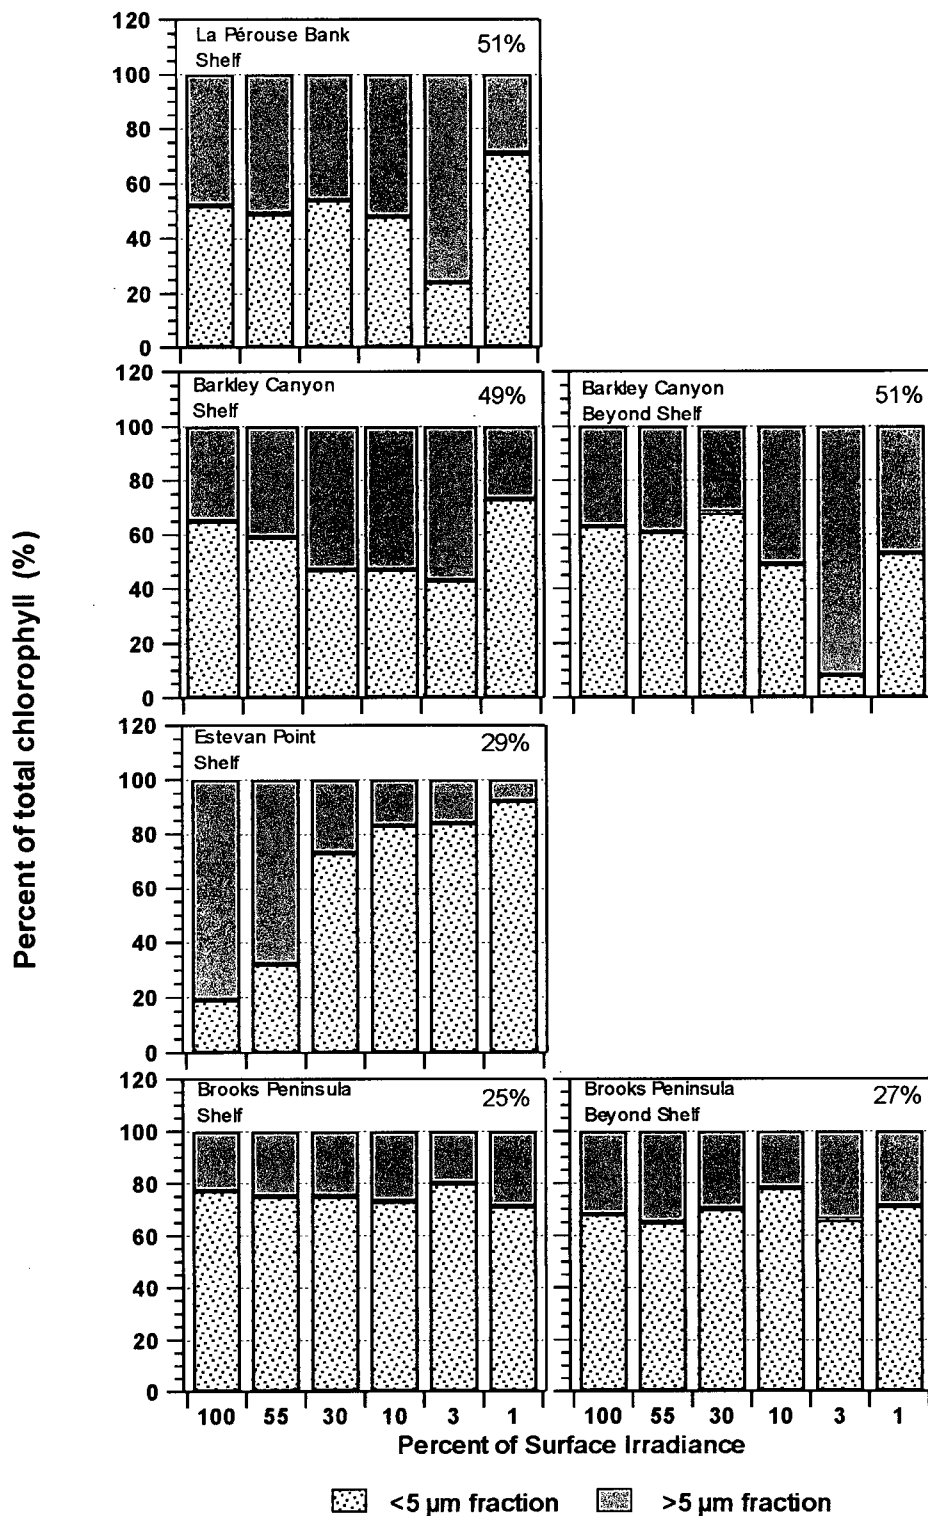 Percent of total chlorophyll (%)
La Pérouse Bank
Shelf
51%
120
100
80
60
40
20
0
Barkley Canyon
Shelf
49%
120
100
80
60
40
20
0
Barkley Canyon
Beyond Shelf
51%
Estevan Point
Shelf
29%
120
100
80
60
40
20
0
Brooks Peninsula
Shelf
25%
120
100
80
60
40
20
0
Brooks Peninsula
Beyond Shelf
27%
100 55 30 10 3 1 100 55 30 10 3 1
Percent of Surface Irradiance
<5 µm fraction >5 µm fraction